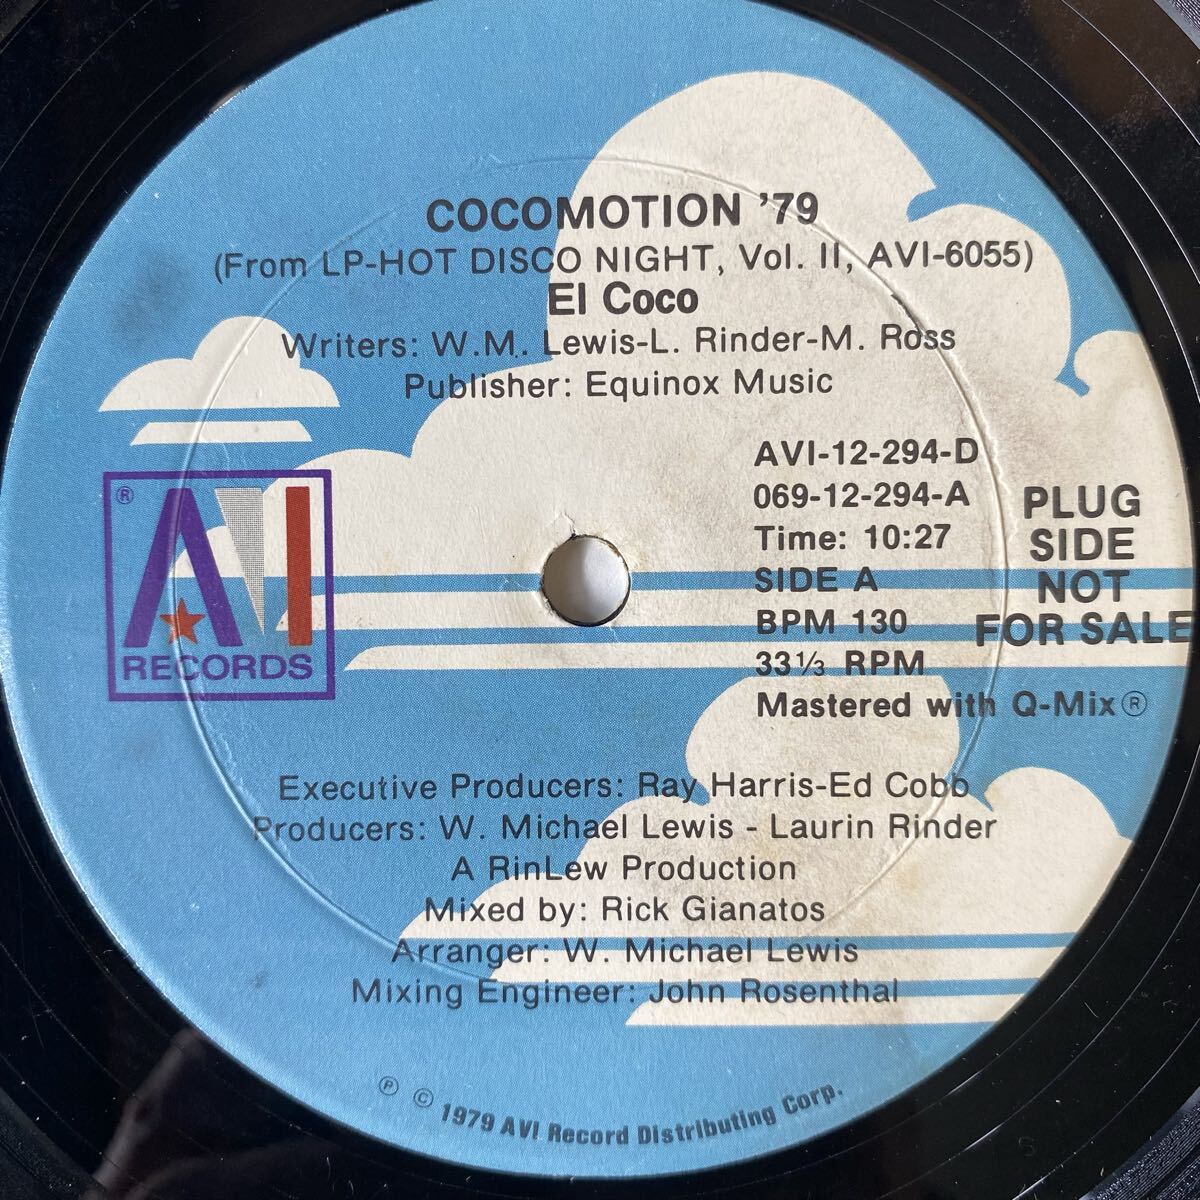 COCOMOTION '79
(From LP-HOT DISCO NIGHT, Vol. II, AVI-6055)
El Coco
Writers: W.M. Lewis-L. Rinder-M. Ross
Publisher: Equinox Music
® AVI
RECORDS
AVI-12-294-D
069-12-294-A
Time: 10:27
SIDE A
BPM 130
33⅓ RPM
Mastered with Q-Mix®
PLUG
SIDE
NOT
FOR SALE
Executive Producers: Ray Harris-Ed Cobb
Producers: W. Michael Lewis - Laurin Rinder
A RinLew Production
Mixed by: Rick Gianatos
Arranger: W. Michael Lewis
Mixing Engineer: John Rosenthal
℗ © 1979 AVI Record Distributing Corp.